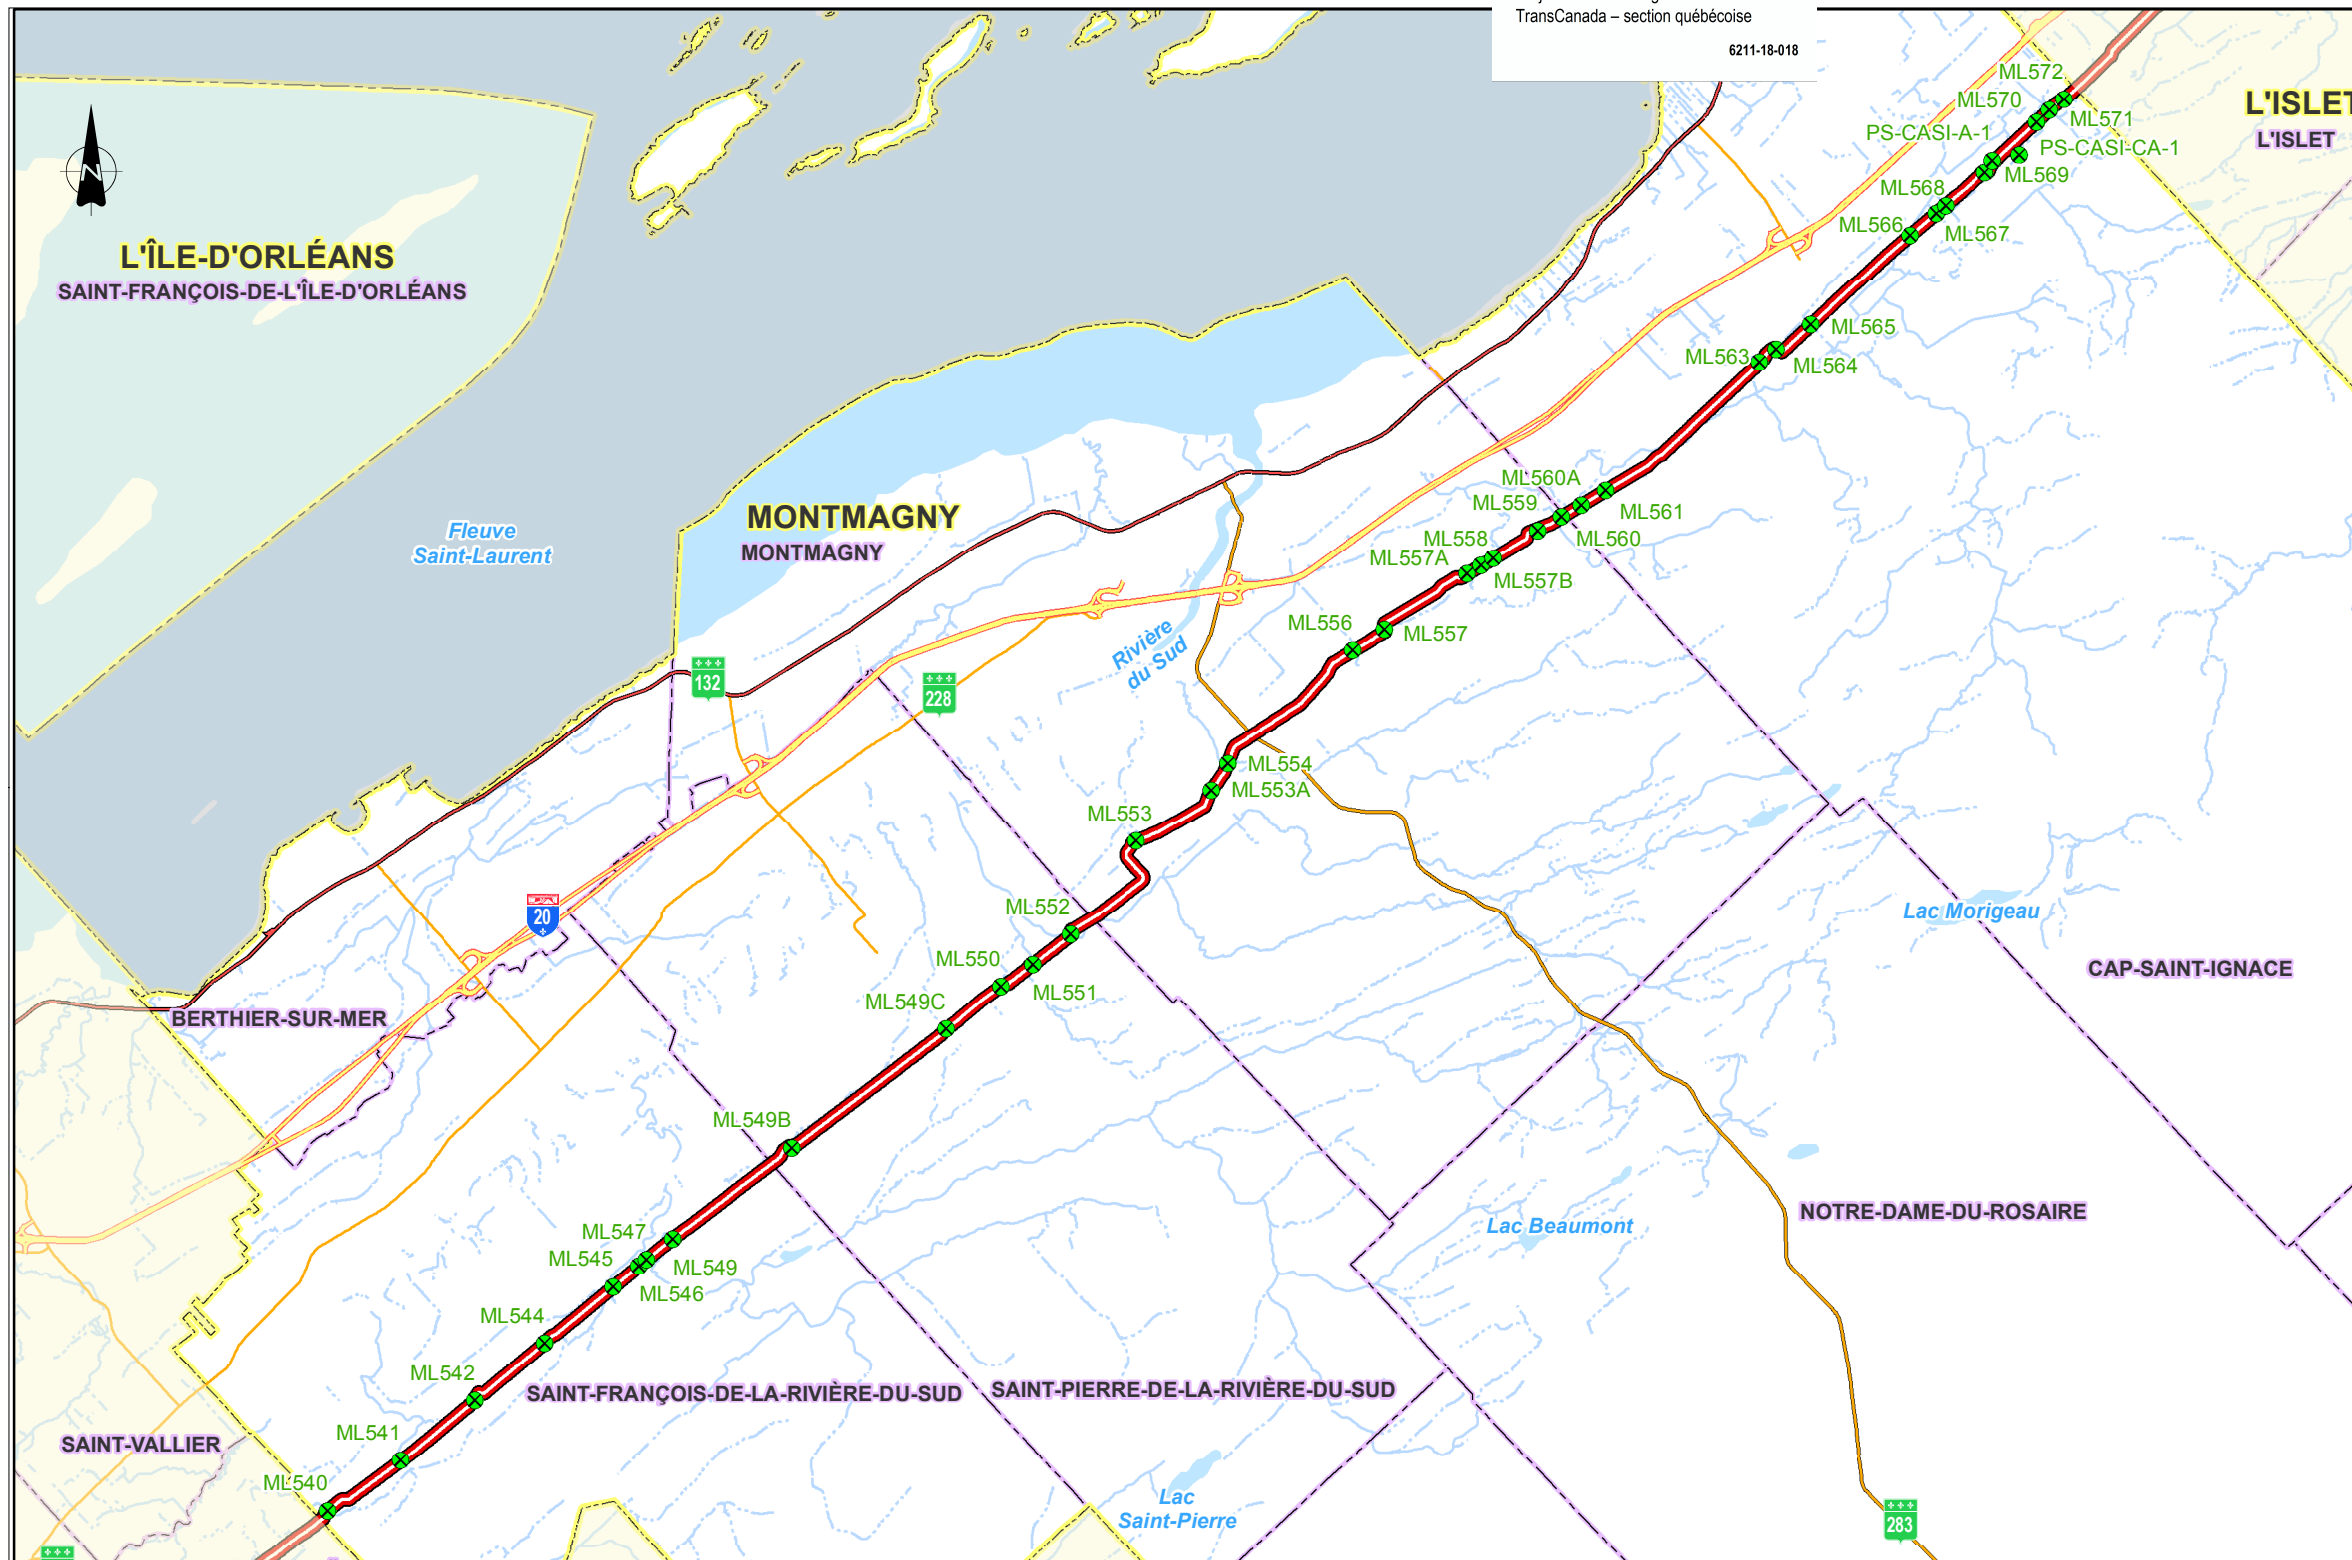 TransCanada – section québécoise
6211-18-018
ML572
L'ISLET
ML570
ML571
PS-CASI-A-1
L'ISLET
PS-CASI-CA-1
N
ML569
ML568
ML566
ML567
L'ÎLE-D'ORLÉANS
SAINT-FRANÇOIS-DE-L'ÎLE-D'ORLÉANS
ML565
ML563
ML564
ML560A
ML559
ML561
MONTMAGNY
Fleuve
Saint-Laurent
ML558
ML560
MONTMAGNY
ML557A
ML557B
ML556
ML557
Rivière
du Sud
132
228
ML554
ML553A
ML553
ML552
20
Lac Morigeau
ML550
CAP-SAINT-IGNACE
ML551
ML549C
BERTHIER-SUR-MER
ML549B
NOTRE-DAME-DU-ROSAIRE
Lac Beaumont
ML547
ML545
ML549
ML546
ML544
ML542
SAINT-FRANÇOIS-DE-LA-RIVIÈRE-DU-SUD
SAINT-PIERRE-DE-LA-RIVIÈRE-DU-SUD
ML541
SAINT-VALLIER
ML540
Lac
Saint-Pierre
283